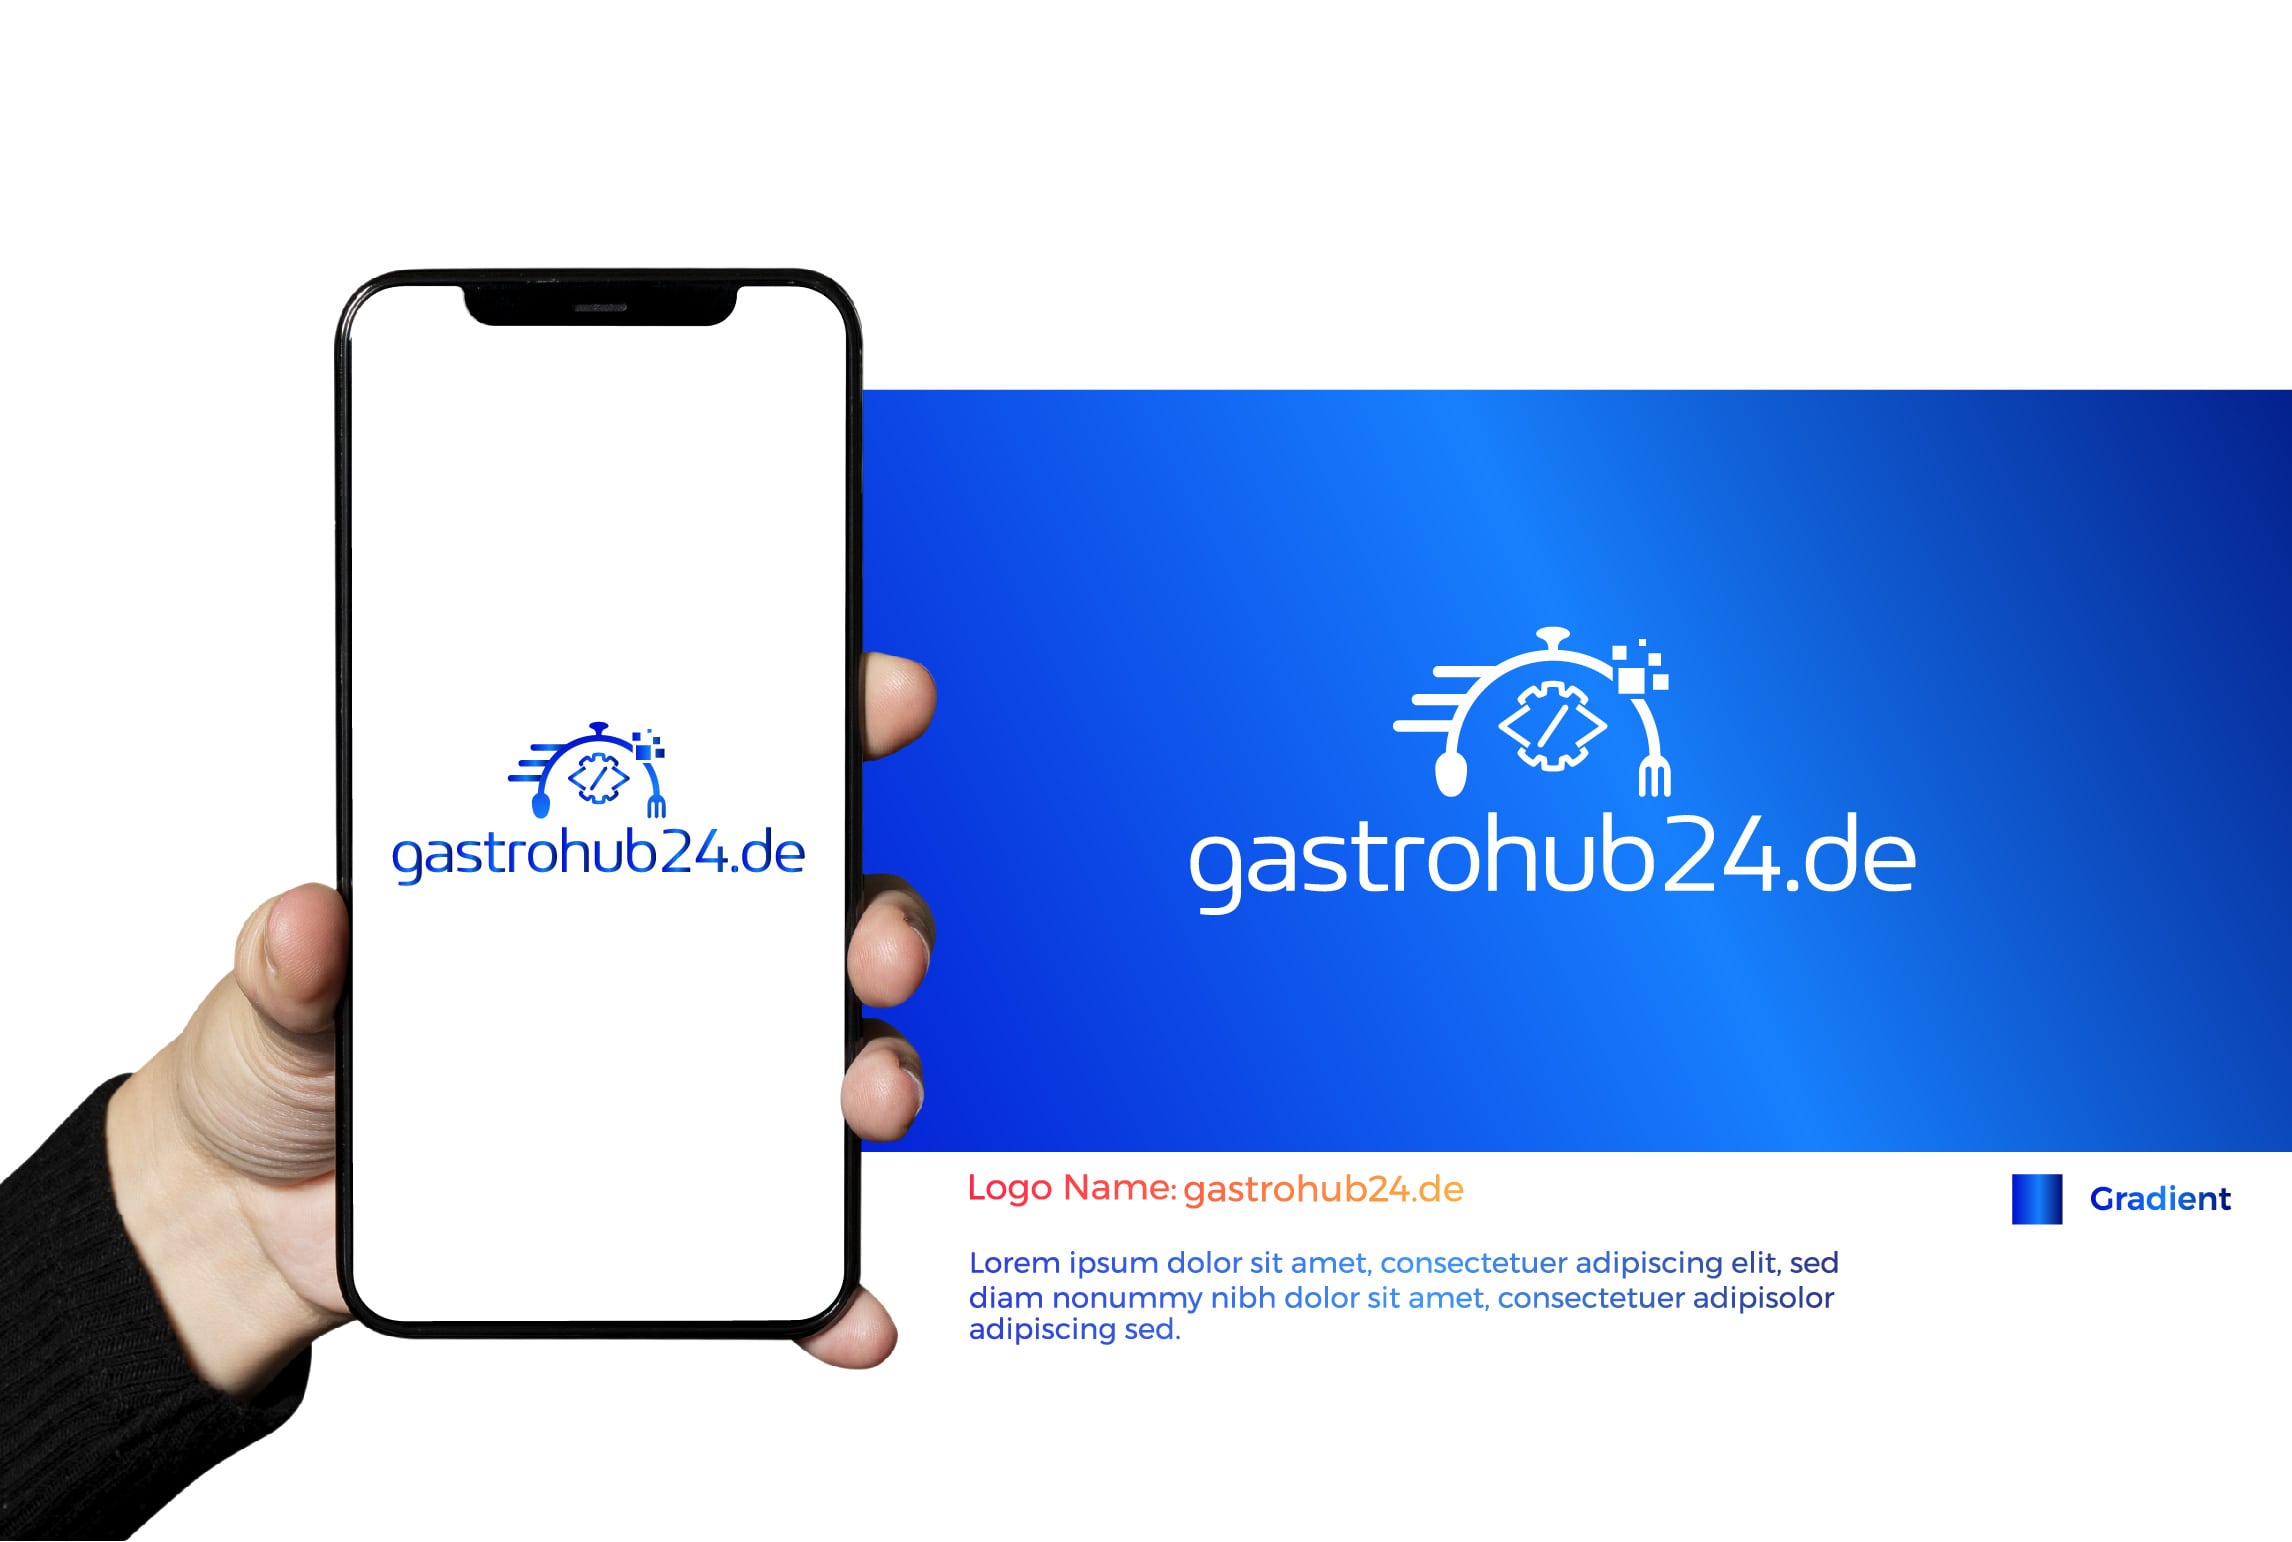 gastrohub24.de
gastrohub24.de
Logo Name: gastrohub24.de
Gradient
Lorem ipsum dolor sit amet, consectetuer adipiscing elit, sed
diam nonummy nibh dolor sit amet, consectetuer adipisolor
adipiscing sed.